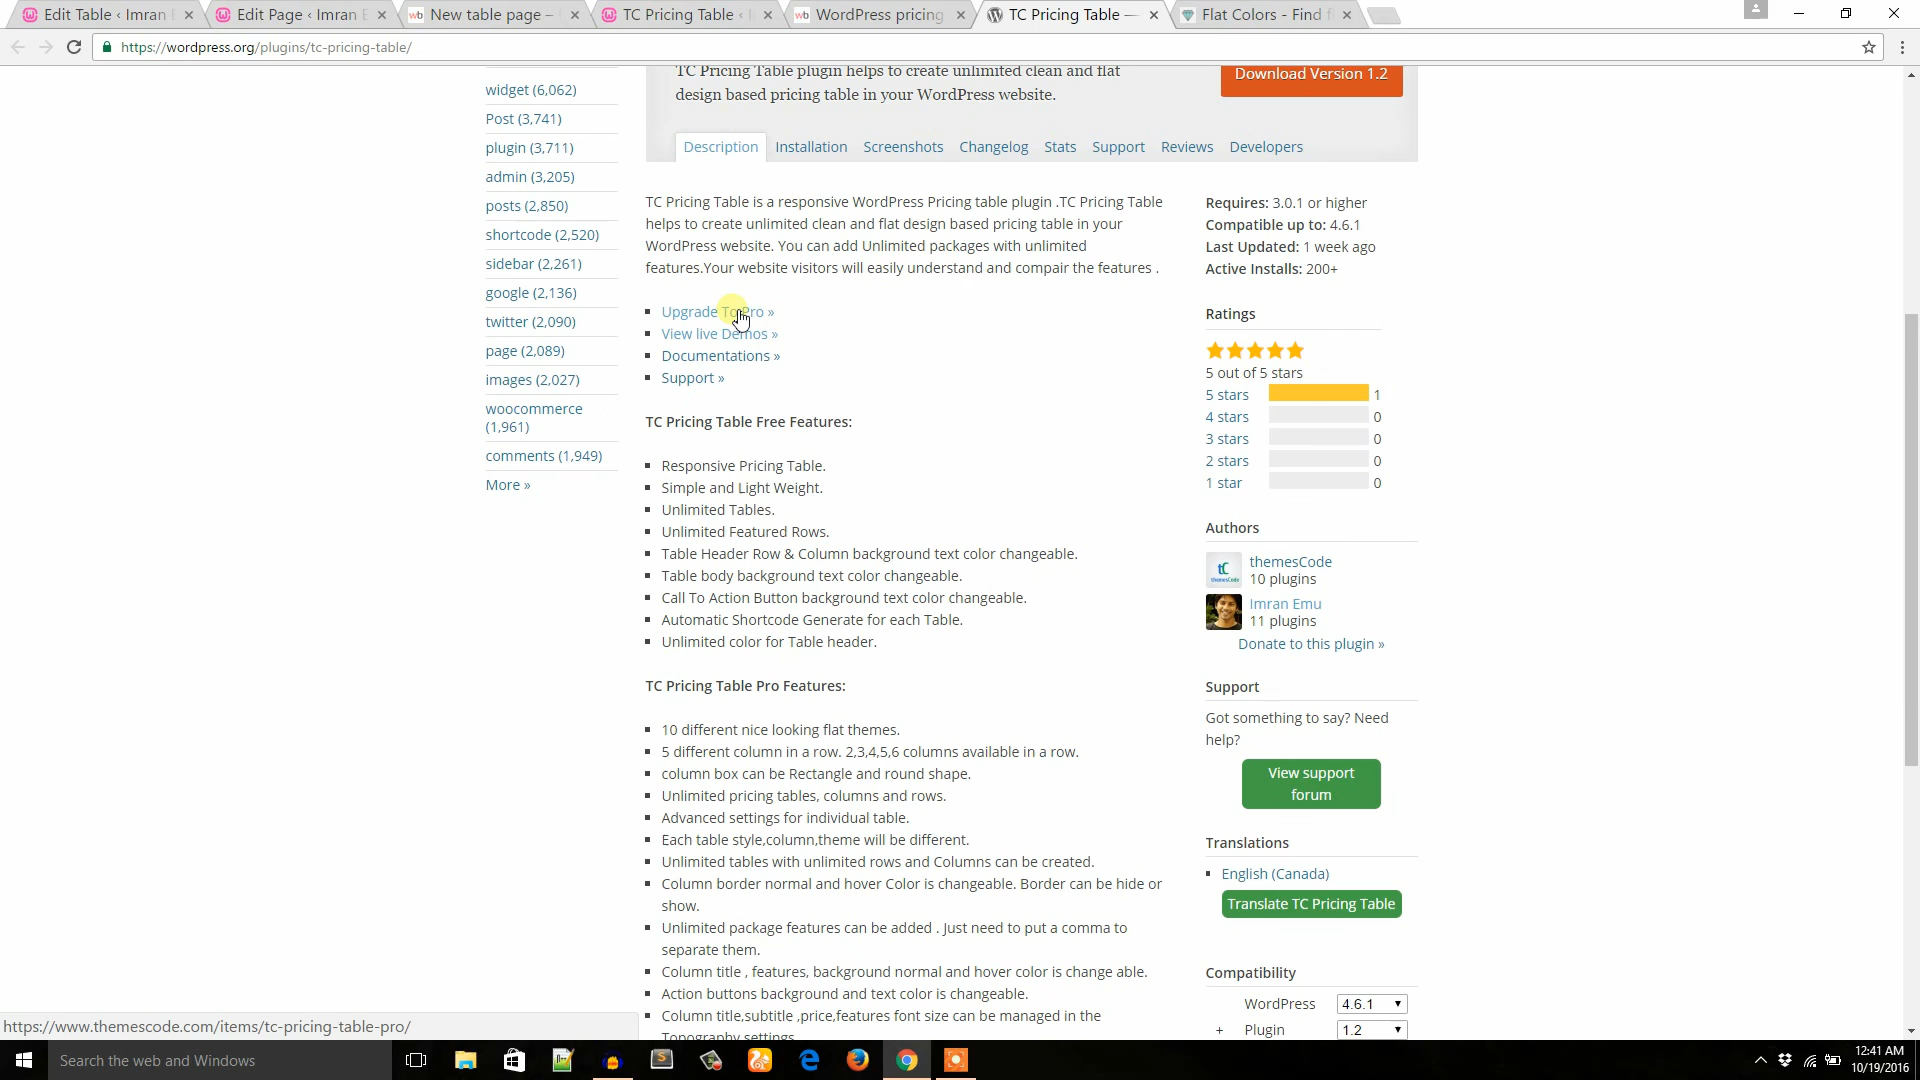 Edit Table ‹ Imran E
Edit Page ‹ Imran E
New table page –
TC Pricing Table ‹
WordPress pricing
TC Pricing Table —
Flat Colors - Find f
https://wordpress.org/plugins/tc-pricing-table/
widget (6,062)
Post (3,741)
plugin (3,711)
admin (3,205)
posts (2,850)
shortcode (2,520)
sidebar (2,261)
google (2,136)
twitter (2,090)
page (2,089)
images (2,027)
woocommerce
(1,961)
comments (1,949)
More »
TC Pricing Table plugin helps to create unlimited clean and flat
design based pricing table in your WordPress website.
Download Version 1.2
Description Installation Screenshots Changelog Stats Support Reviews Developers
TC Pricing Table is a responsive WordPress Pricing table plugin .TC Pricing Table
helps to create unlimited clean and flat design based pricing table in your
WordPress website. You can add Unlimited packages with unlimited
features.Your website visitors will easily understand and compair the features .
Upgrade To Pro »
View live Demos »
Documentations »
Support »
TC Pricing Table Free Features:
Responsive Pricing Table.
Simple and Light Weight.
Unlimited Tables.
Unlimited Featured Rows.
Table Header Row & Column background text color changeable.
Table body background text color changeable.
Call To Action Button background text color changeable.
Automatic Shortcode Generate for each Table.
Unlimited color for Table header.
TC Pricing Table Pro Features:
10 different nice looking flat themes.
5 different column in a row. 2,3,4,5,6 columns available in a row.
column box can be Rectangle and round shape.
Unlimited pricing tables, columns and rows.
Advanced settings for individual table.
Each table style,column,theme will be different.
Unlimited tables with unlimited rows and Columns can be created.
Column border normal and hover Color is changeable. Border can be hide or
show.
Unlimited package features can be added . Just need to put a comma to
separate them.
Column title , features, background normal and hover color is change able.
Action buttons background and text color is changeable.
Column title,subtitle ,price,features font size can be managed in the
Topography settings
Requires: 3.0.1 or higher
Compatible up to: 4.6.1
Last Updated: 1 week ago
Active Installs: 200+
Ratings
5 out of 5 stars
5 stars 1
4 stars 0
3 stars 0
2 stars 0
1 star 0
Authors
tC
themesCode
themesCode
10 plugins
Imran Emu
11 plugins
Donate to this plugin »
Support
Got something to say? Need
help?
View support
forum
Translations
English (Canada)
Translate TC Pricing Table
Compatibility
WordPress 4.6.1
+ Plugin 1.2
https://www.themescode.com/items/tc-pricing-table-pro/
Search the web and Windows
12:41 AM
10/19/2016